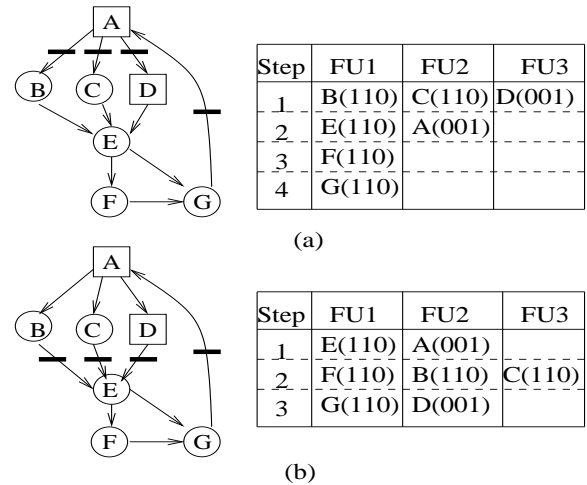 A
B C D
E
F G
Step FU1 FU2 FU3
1 B(110) C(110) D(001)
2 E(110) A(001)
3 F(110)
4 G(110)
(a)
A
B C D
E
F G
Step FU1 FU2 FU3
1 E(110) A(001)
2 F(110) B(110) C(110)
3 G(110) D(001)
(b)